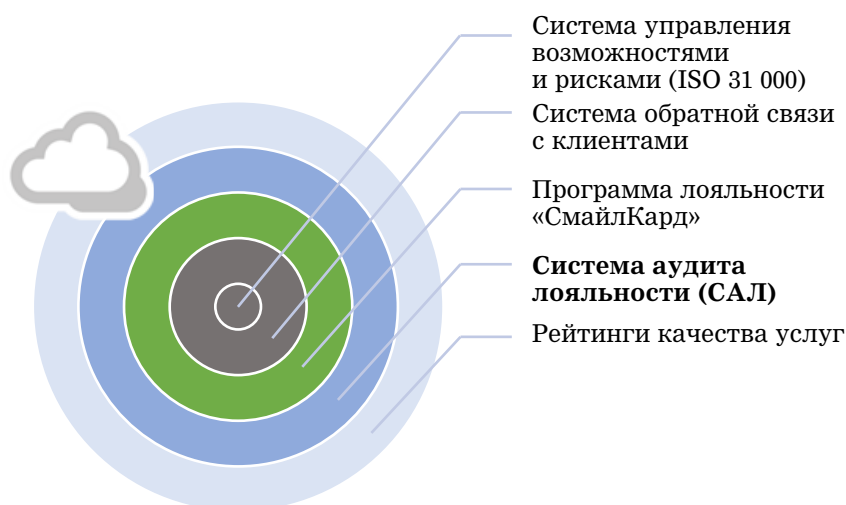 Система управления
возможностями
и рисками (ISO 31 000)
Система обратной связи
с клиентами
Программа лояльности
«СмайлКард»
Система аудита
лояльности (САЛ)
Рейтинги качества услуг